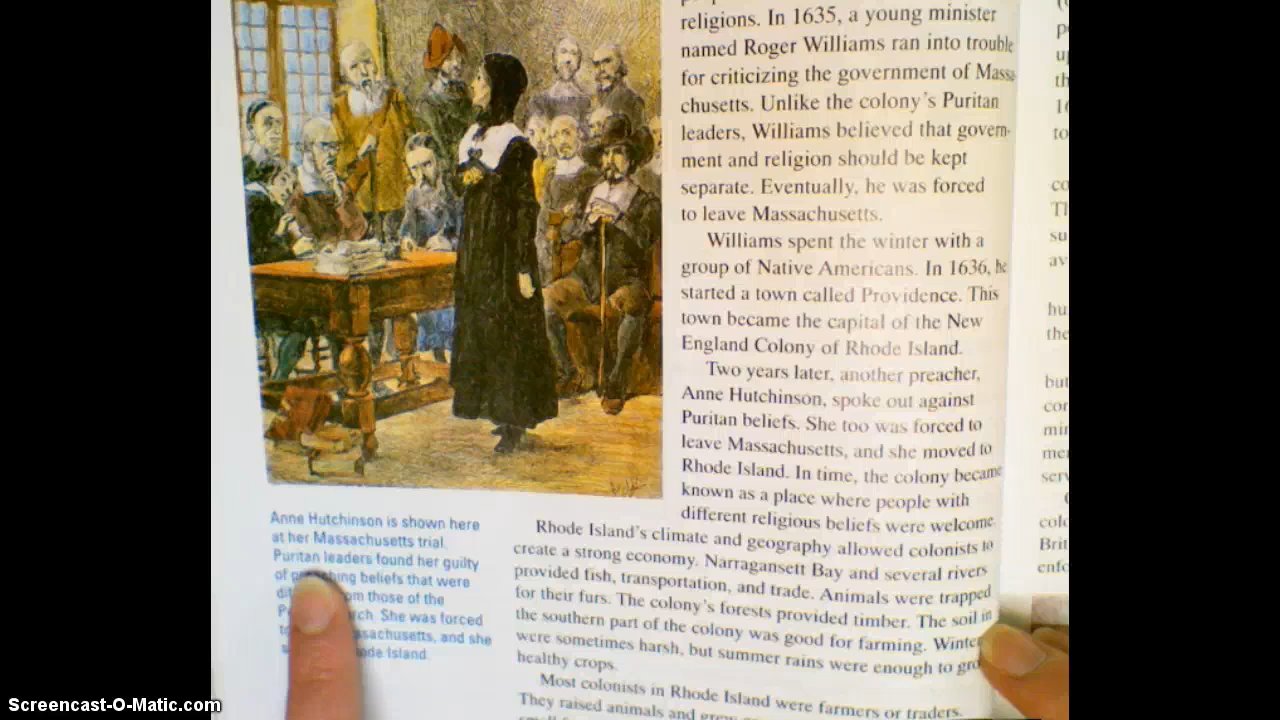 religions. In 1635, a young minister
named Roger Williams ran into trouble
for criticizing the government of Massa
chusetts. Unlike the colony's Puritan
leaders, Williams believed that govern-
ment and religion should be kept
separate. Eventually, he was forced
to leave Massachusetts.
Williams spent the winter with a
group of Native Americans. In 1636, he
started a town called Providence. This
town became the capital of the New
England Colony of Rhode Island.
Two years later, another preacher,
Anne Hutchinson, spoke out against
Puritan beliefs. She too was forced to
leave Massachusetts, and she moved to
Rhode Island. In time, the colony became
known as a place where people with
different religious beliefs were welcome.
Rhode Island's climate and geography allowed colonists to
create a strong economy. Narragansett Bay and several rivers
provided fish, transportation, and trade. Animals were trapped
for their furs. The colony's forests provided timber. The soil in
the southern part of the colony was good for farming. Winter
were sometimes harsh, but summer rains were enough to gro
healthy crops.
Most colonists in Rhode Island were farmers or traders.
They raised animals and
Anne Hutchinson is shown here
at her Massachusetts trial.
Puritan leaders found her guilty
of beliefs that were
from those of the
She was forced
and she
Island.
Screencast-O-Matic.com